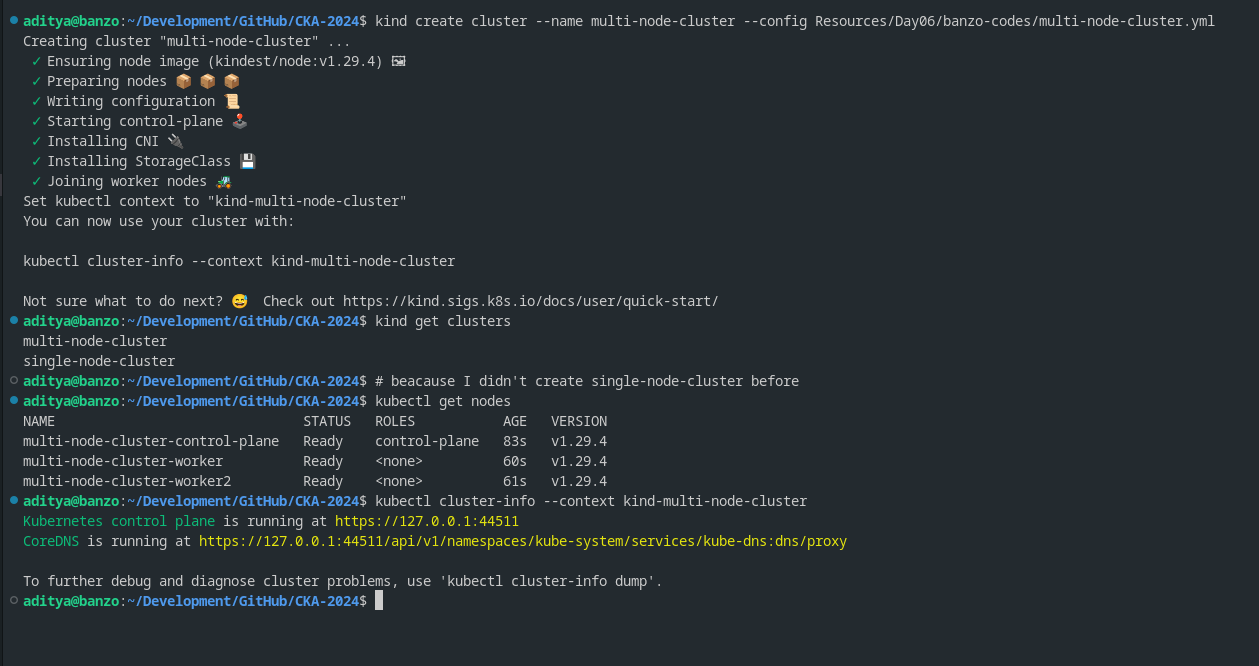 aditya@banzo:~/Development/GitHub/CKA-2024$ kind create cluster --name multi-node-cluster --config Resources/Day06/banzo-codes/multi-node-cluster.yml
Creating cluster "multi-node-cluster" ...
✓ Ensuring node image (kindest/node:v1.29.4) 🖼
✓ Preparing nodes 📦 📦 📦
✓ Writing configuration 📜
✓ Starting control-plane 🕹️
✓ Installing CNI 🔌
✓ Installing StorageClass 💾
✓ Joining worker nodes 🚜
Set kubectl context to "kind-multi-node-cluster"
You can now use your cluster with:
kubectl cluster-info --context kind-multi-node-cluster
Not sure what to do next? 😅 Check out https://kind.sigs.k8s.io/docs/user/quick-start/
aditya@banzo:~/Development/GitHub/CKA-2024$ kind get clusters
multi-node-cluster
single-node-cluster
aditya@banzo:~/Development/GitHub/CKA-2024$ # beacause I didn't create single-node-cluster before
aditya@banzo:~/Development/GitHub/CKA-2024$ kubectl get nodes
NAME STATUS ROLES AGE VERSION
multi-node-cluster-control-plane Ready control-plane 83s v1.29.4
multi-node-cluster-worker Ready <none> 60s v1.29.4
multi-node-cluster-worker2 Ready <none> 61s v1.29.4
aditya@banzo:~/Development/GitHub/CKA-2024$ kubectl cluster-info --context kind-multi-node-cluster
Kubernetes control plane is running at https://127.0.0.1:44511
CoreDNS is running at https://127.0.0.1:44511/api/v1/namespaces/kube-system/services/kube-dns:dns/proxy
To further debug and diagnose cluster problems, use 'kubectl cluster-info dump'.
aditya@banzo:~/Development/GitHub/CKA-2024$